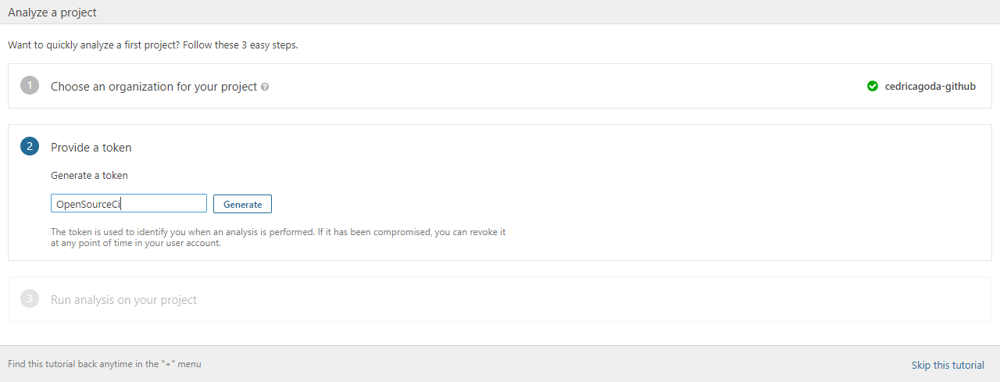 Analyze a project
Want to quickly analyze a first project? Follow these 3 easy steps.
1 Choose an organization for your project ?
cedricagoda-github
2 Provide a token
Generate a token
OpenSourceCi
Generate
The token is used to identify you when an analysis is performed. If it has been compromised, you can revoke it
at any point of time in your user account.
3 Run analysis on your project
Find this tutorial back anytime in the "+" menu
Skip this tutorial